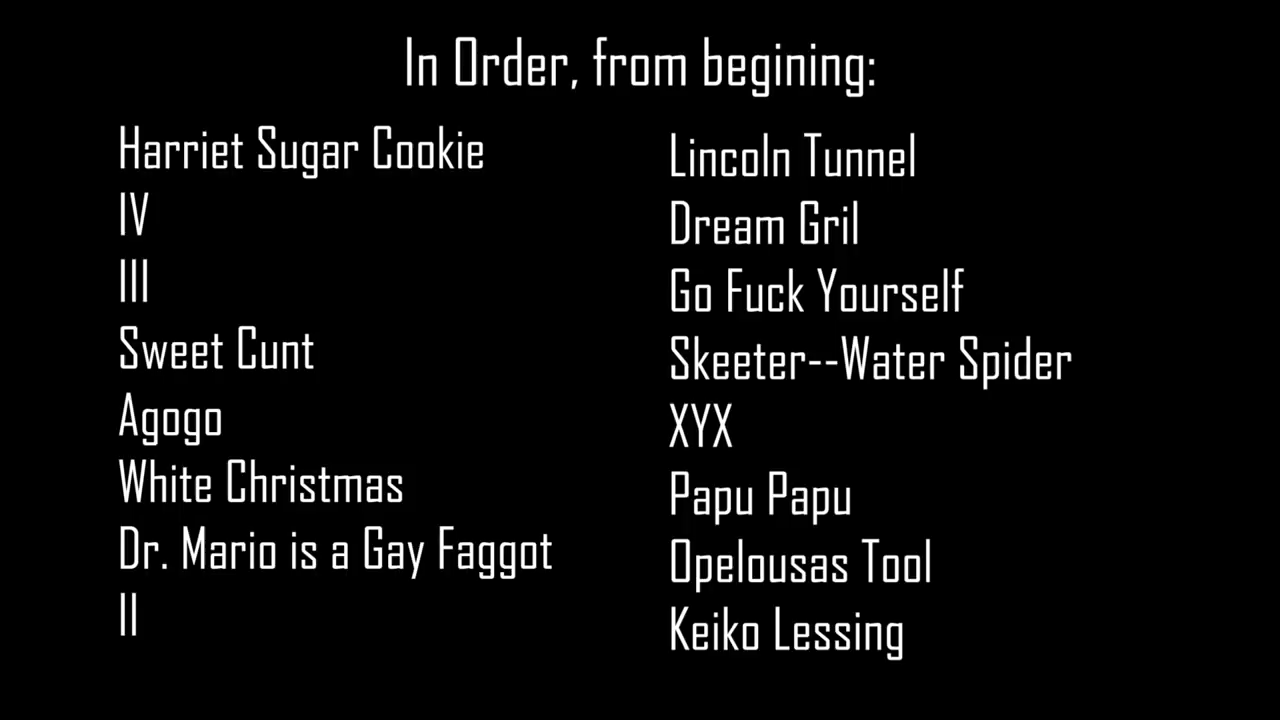 In Order, from begining:
Harriet Sugar Cookie
IV
III
Sweet Cunt
Agogo
White Christmas
Dr. Mario is a Gay Faggot
II
Lincoln Tunnel
Dream Gril
Go Fuck Yourself
Skeeter--Water Spider
XYX
Papu Papu
Opelousas Tool
Keiko Lessing